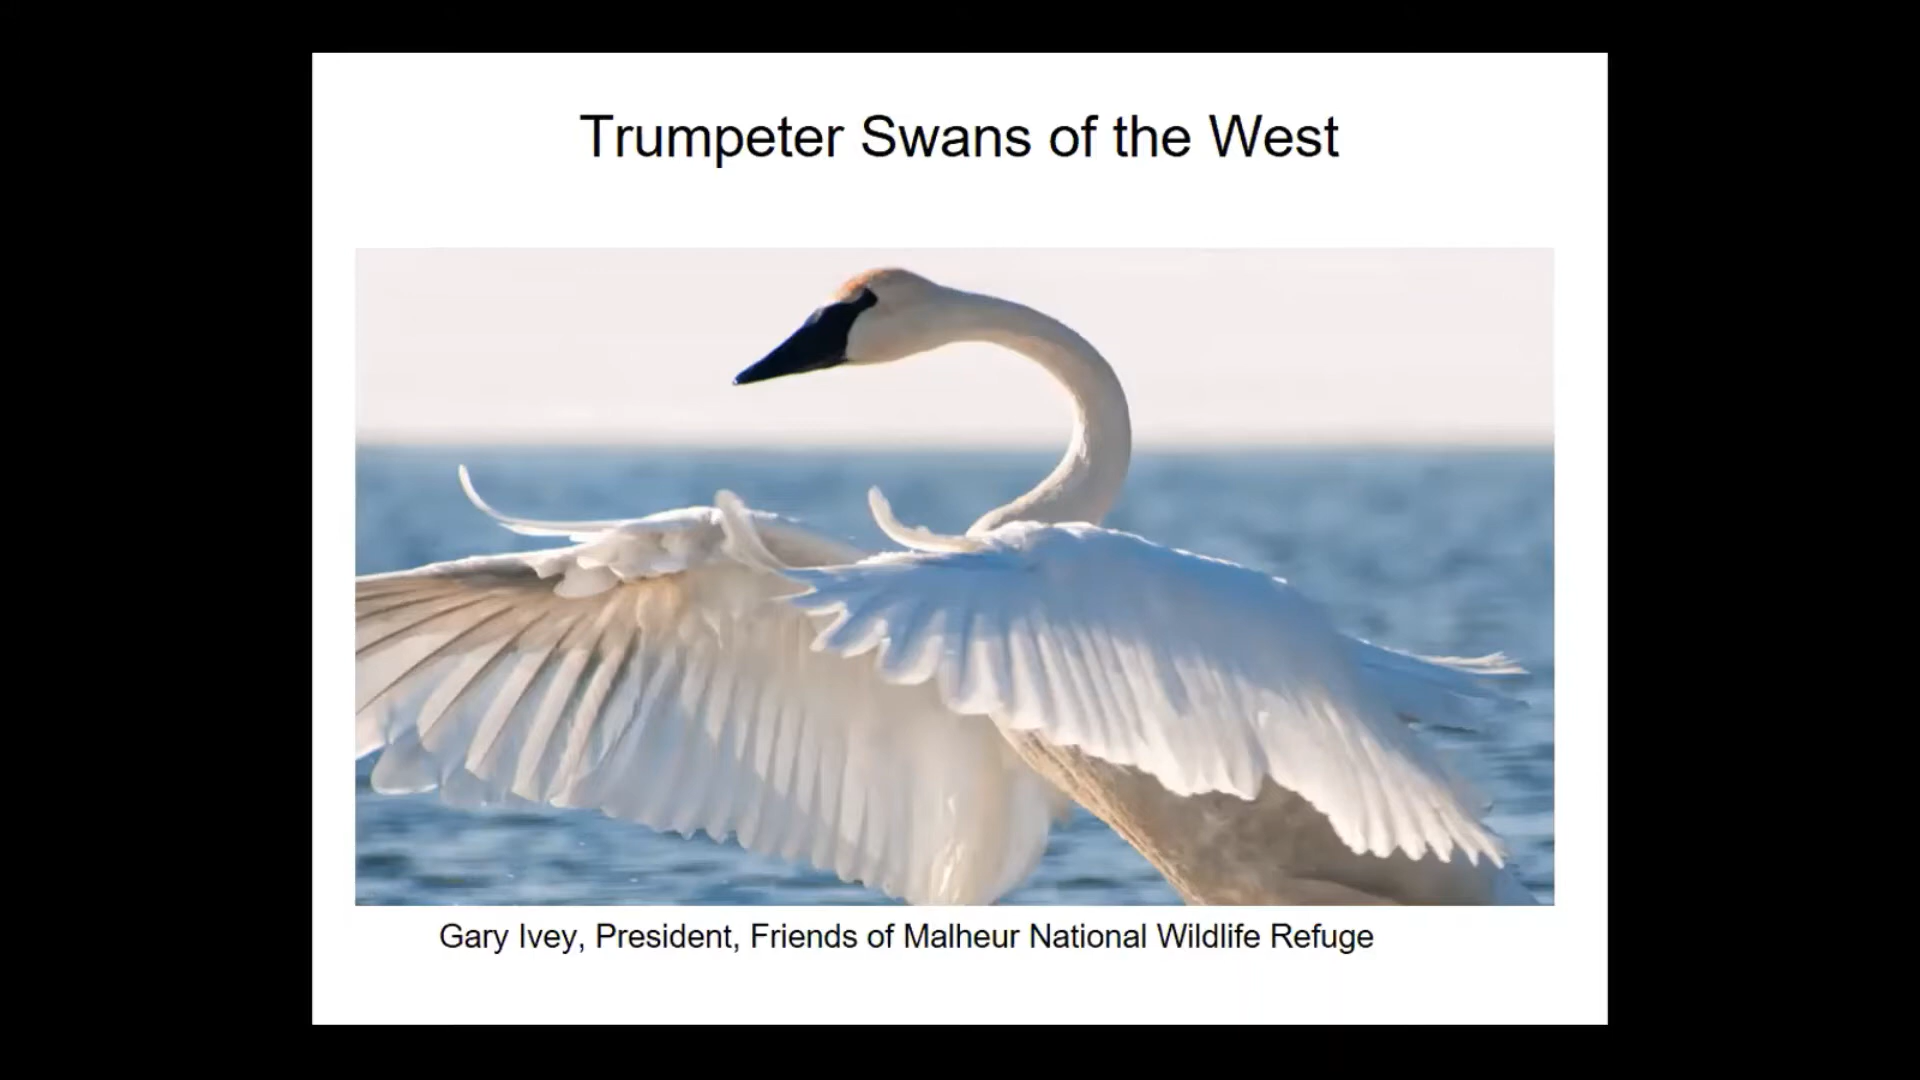 Trumpeter Swans of the West
Gary Ivey, President, Friends of Malheur National Wildlife Refuge